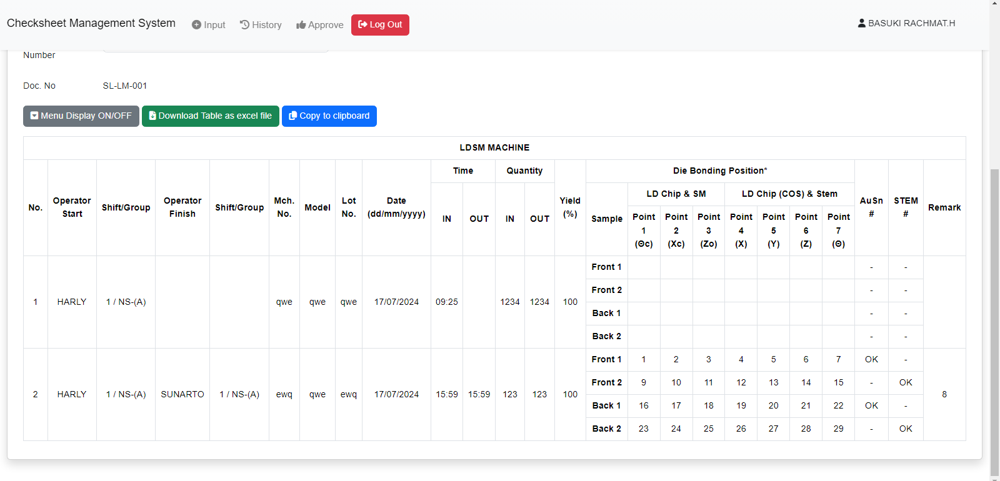 Checksheet Management System Input History Approve Log Out BASUKI RACHMAT.H
Number
Doc. No SL-LM-001
Menu Display ON/OFF Download Table as excel file Copy to clipboard
LDSM MACHINE
Time Quantity Die Bonding Position*
No. Operator Start Shift/Group Operator Finish Shift/Group Mch. No. Model Lot No. Date (dd/mm/yyyy) IN OUT IN OUT Yield (%) Sample LD Chip & SM LD Chip (COS) & Stem AuSn # STEM # Remark
Point 1 (Θc) Point 2 (Xc) Point 3 (Zo) Point 4 (X) Point 5 (Y) Point 6 (Z) Point 7 (Θ)
1 HARLY 1 / NS-(A) qwe qwe qwe 17/07/2024 09:25 1234 1234 100
Front 1 - -
Front 2 - -
Back 1 - -
Back 2 - -
2 HARLY 1 / NS-(A) SUNARTO 1 / NS-(A) ewq qwe ewq 17/07/2024 15:59 15:59 123 123 100
Front 1 1 2 3 4 5 6 7 OK -
Front 2 9 10 11 12 13 14 15 - OK
Back 1 16 17 18 19 20 21 22 OK -
Back 2 23 24 25 26 27 28 29 - OK
8